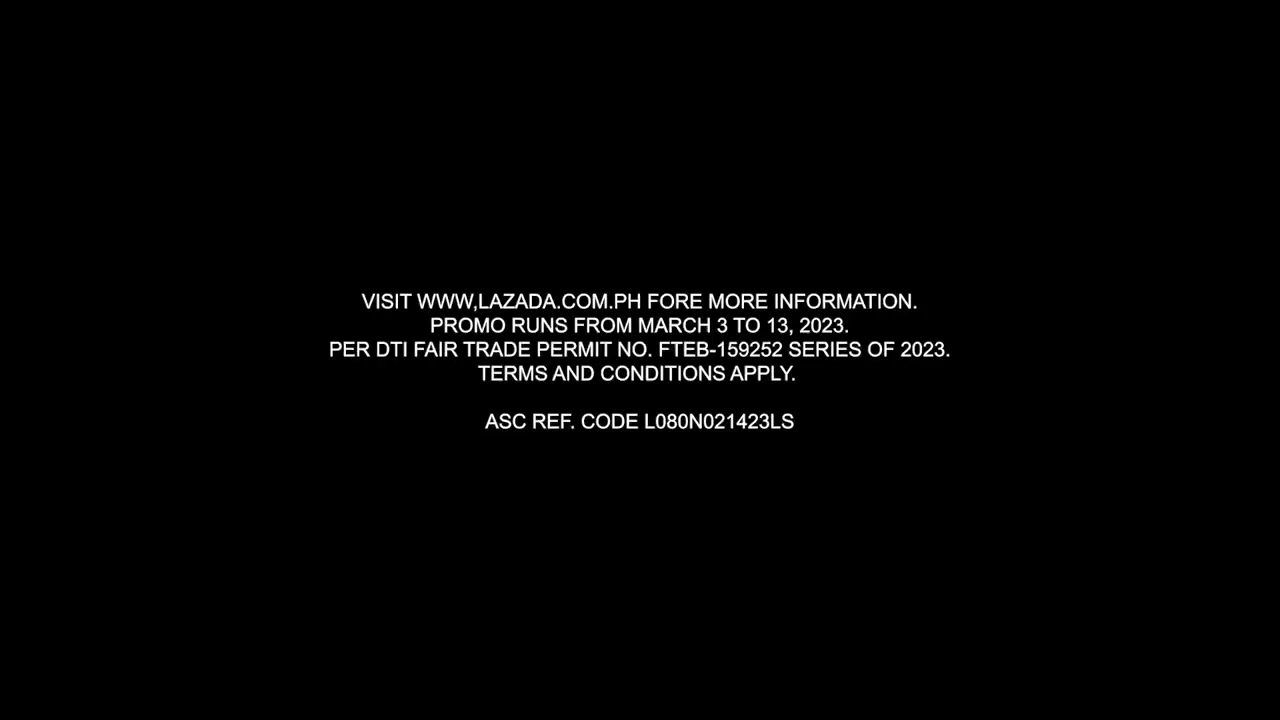 VISIT WWW,LAZADA.COM.PH FORE MORE INFORMATION.
PROMO RUNS FROM MARCH 3 TO 13, 2023.
PER DTI FAIR TRADE PERMIT NO. FTEB-159252 SERIES OF 2023.
TERMS AND CONDITIONS APPLY.
ASC REF. CODE L080N021423LS